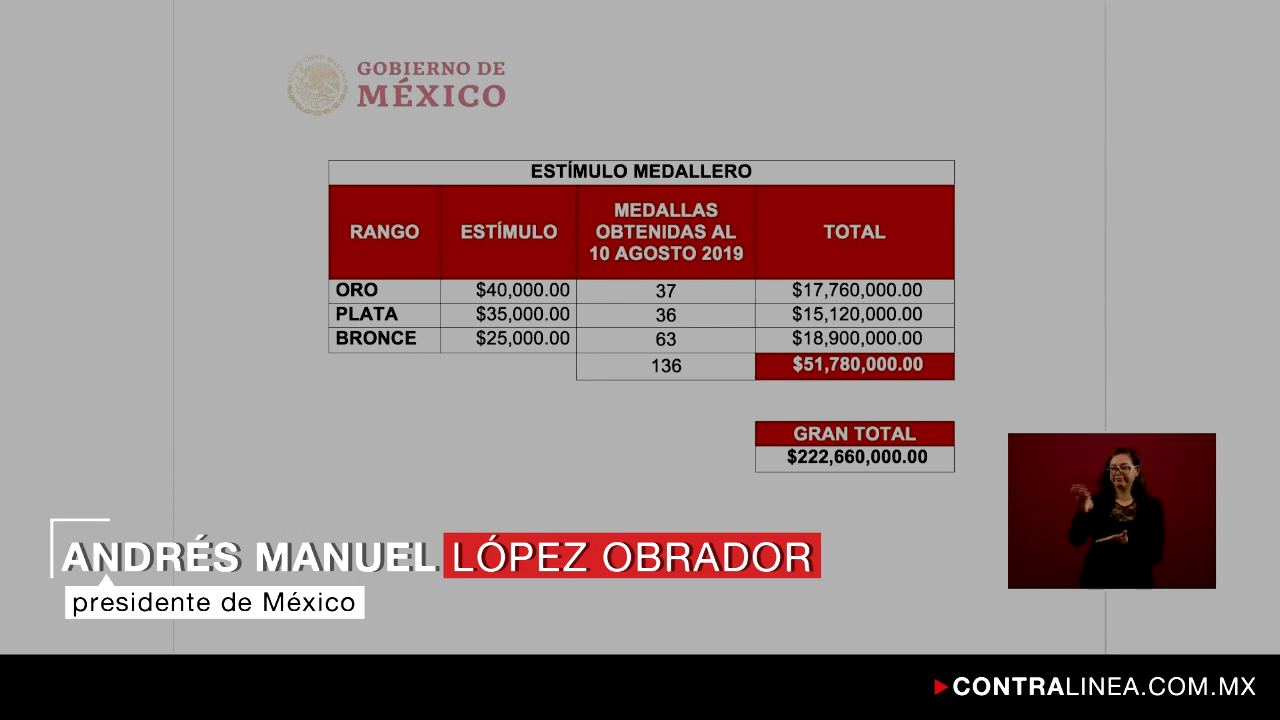 GOBIERNO DE
MÉXICO
ESTÍMULO MEDALLERO
RANGO ESTÍMULO MEDALLAS OBTENIDAS AL 10 AGOSTO 2019 TOTAL
ORO $40,000.00 37 $17,760,000.00
PLATA $35,000.00 36 $15,120,000.00
BRONCE $25,000.00 63 $18,900,000.00
136 $51,780,000.00
GRAN TOTAL
$222,660,000.00
ANDRÉS MANUEL LÓPEZ OBRADOR
presidente de México
CONTRALINEA.COM.MX